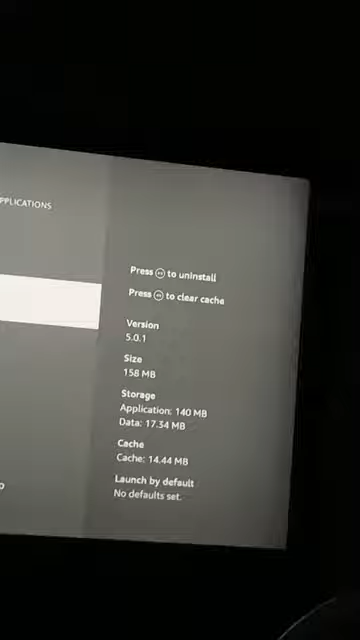 PPLICATIONS
Press to uninstall
Press to clear cache
Version
5.0.1
Size
158 MB
Storage
Application: 140 MB
Data: 17.34 MB
Cache
Cache: 14.44 MB
Launch by default
No defaults set.